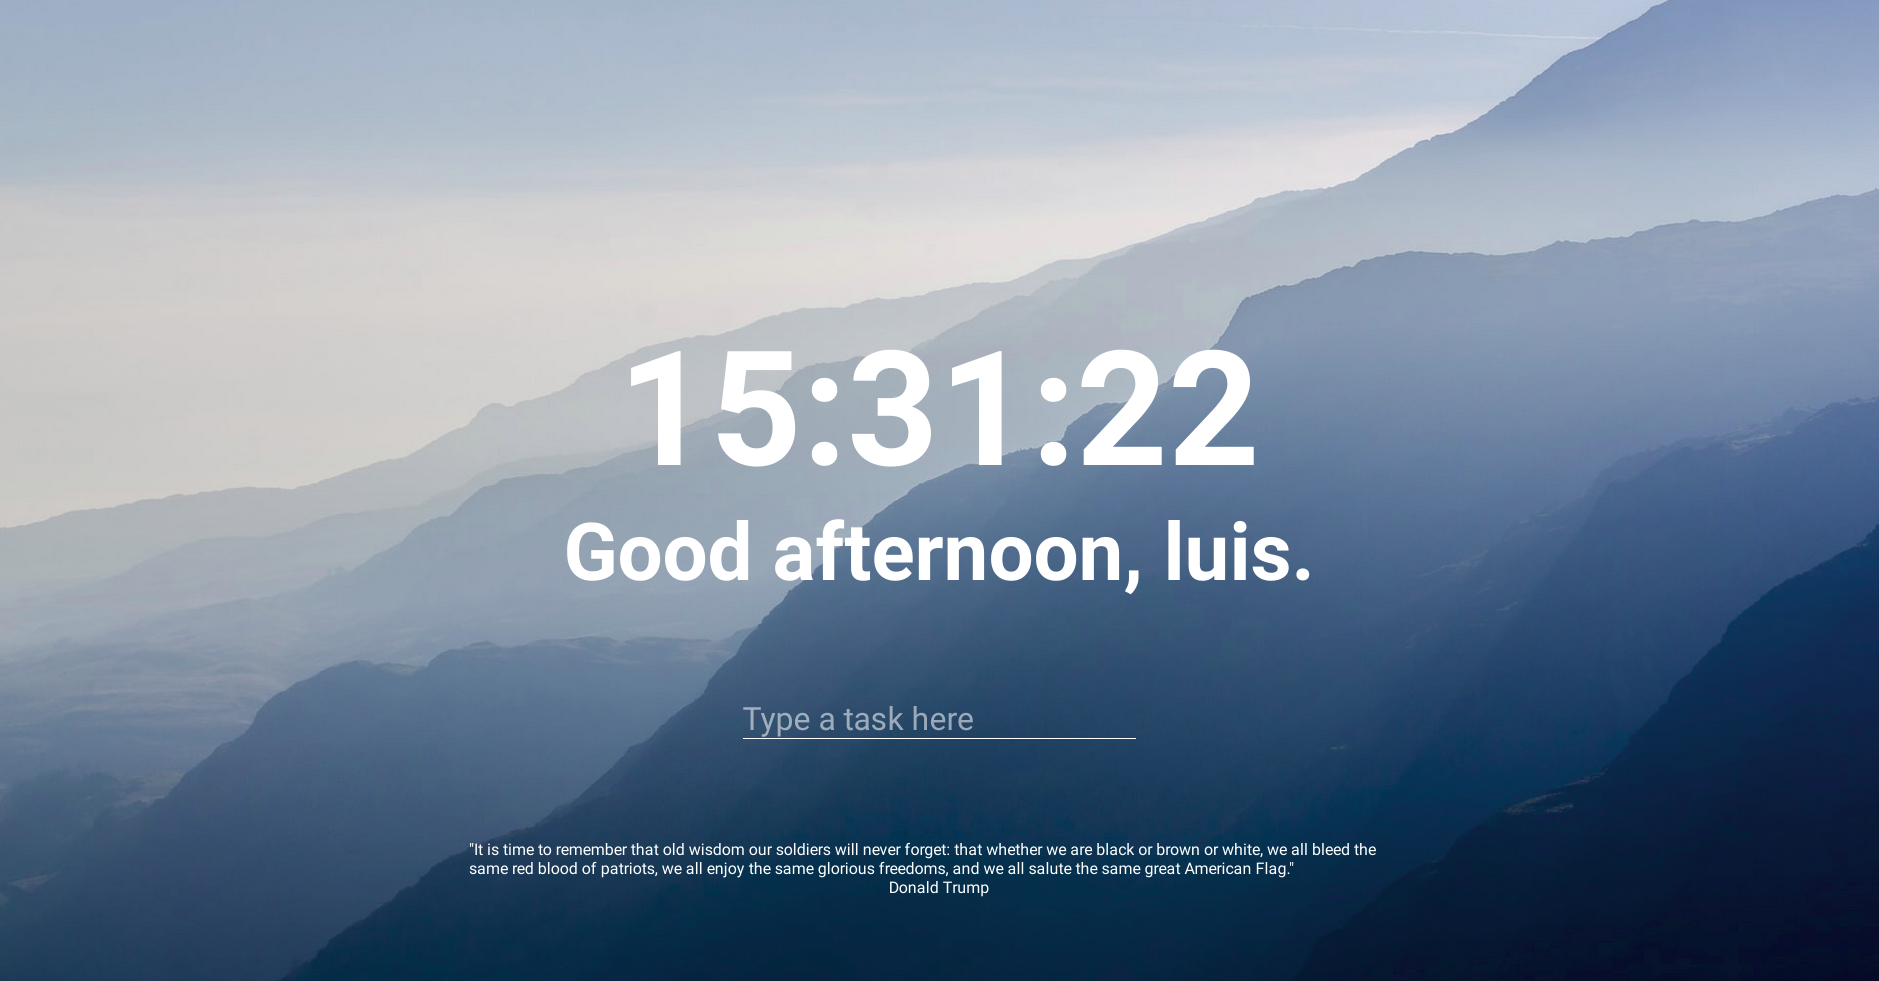 15:31:22
Good afternoon, luis.
Type a task here
"It is time to remember that old wisdom our soldiers will never forget: that whether we are black or brown or white, we all bleed the
same red blood of patriots, we all enjoy the same glorious freedoms, and we all salute the same great American Flag."
Donald Trump